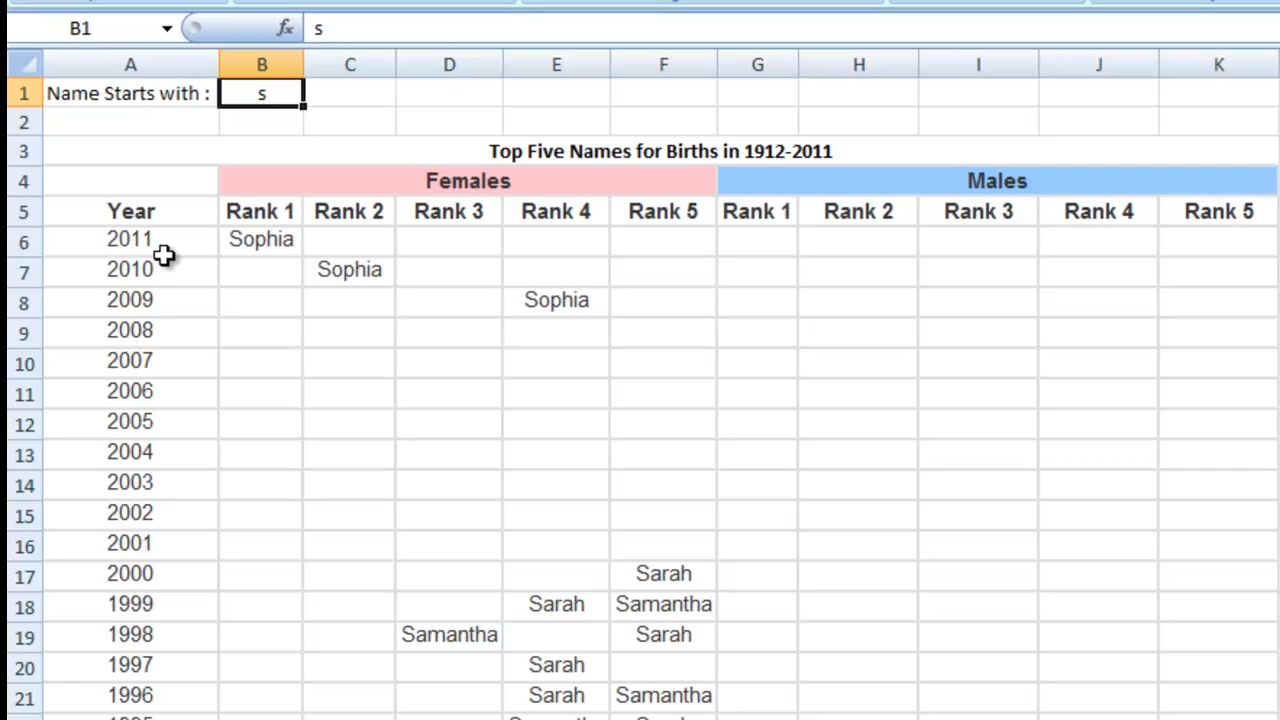 B1 fx s
A B C D E F G H I J K
1 Name Starts with : s
2
3 Top Five Names for Births in 1912-2011
4 Females Males
5 Year Rank 1 Rank 2 Rank 3 Rank 4 Rank 5 Rank 1 Rank 2 Rank 3 Rank 4 Rank 5
6 2011 Sophia
7 2010 Sophia
8 2009 Sophia
9 2008
10 2007
11 2006
12 2005
13 2004
14 2003
15 2002
16 2001
17 2000 Sarah
18 1999 Sarah Samantha
19 1998 Samantha Sarah
20 1997 Sarah
21 1996 Sarah Samantha